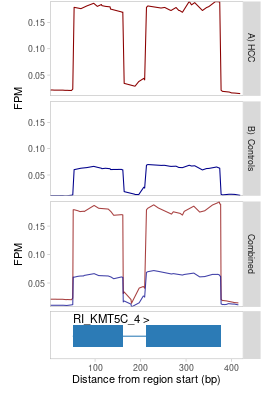 0.15
0.10
0.05
A) HCC
FPM
0.15
0.10
0.05
B) Controls
0.15
0.10
0.05
Combined
FPM
RI_KMT5C_4 >
100 200 300 400
Distance from region start (bp)